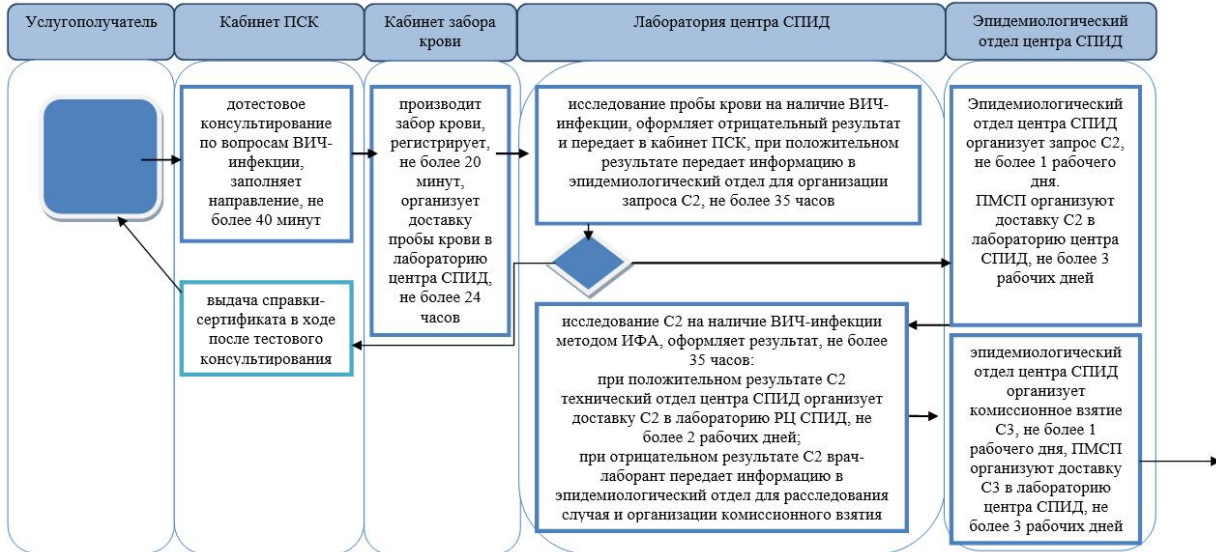 Услугополучатель
Кабинет ПСК
Кабинет забора
крови
Лаборатория центра СПИД
Эпидемиологический
отдел центра СПИД
дотестовое
консультирование
по вопросам ВИЧ-
инфекции,
заполняет
направление, не
более 40 минут
производит
забор крови,
регистрирует,
не более 20
минут,
организует
доставку
пробы крови в
лабораторию
центра СПИД,
не более 24
часов
исследование пробы крови на наличие ВИЧ-
инфекции, оформляет отрицательный результат
и передает в кабинет ПСК, при положительном
результате передает информацию в
эпидемиологический отдел для организации
запроса С2, не более 35 часов
Эпидемиологический
отдел центра СПИД
организует запрос С2,
не более 1 рабочего
дня.
ПМСП организуют
доставку С2 в
лабораторию центра
СПИД, не более 3
рабочих дней
выдача справки-
сертификата в ходе
после тестового
консультирования
исследование С2 на наличие ВИЧ-инфекции
методом ИФА, оформляет результат, не более
35 часов:
при положительном результате С2
технический отдел центра СПИД организует
доставку С2 в лабораторию РЦ СПИД, не
более 2 рабочих дней;
при отрицательном результате С2 врач-
лаборант передает информацию в
эпидемиологический отдел для расследования
случая и организации комиссионного взятия
эпидемиологический
отдел центра СПИД
организует
комиссионное взятие
С3, не более 1
рабочего дня, ПМСП
организуют доставку
С3 в лабораторию
центра СПИД, не
более 3 рабочих дней